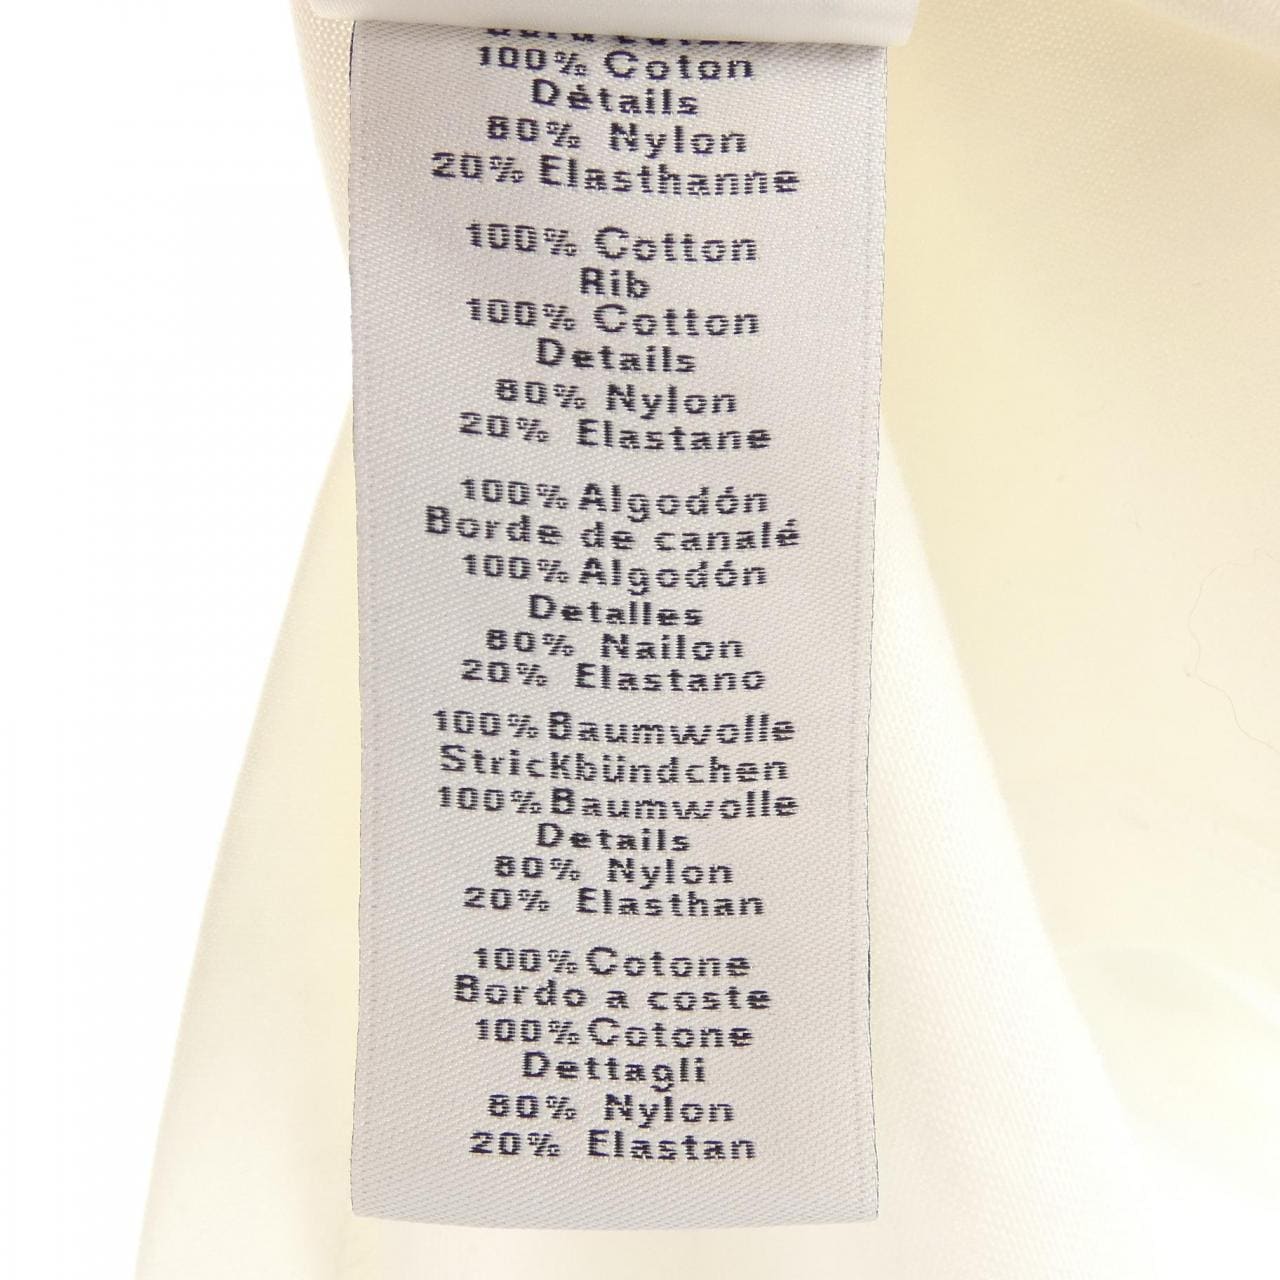 100% Coton
Détails
80% Nylon
20% Elasthanne
100% Cotton
Rib
100% Cotton
Details
80% Nylon
20% Elastane
100% Algodón
Borde de canalé
100% Algodón
Detalles
80% Nailon
20% Elastano
100% Baumwolle
Strickbündchen
100% Baumwolle
Details
80% Nylon
20% Elasthan
100% Cotone
Bordo a coste
100% Cotone
Dettagli
80% Nylon
20% Elastan